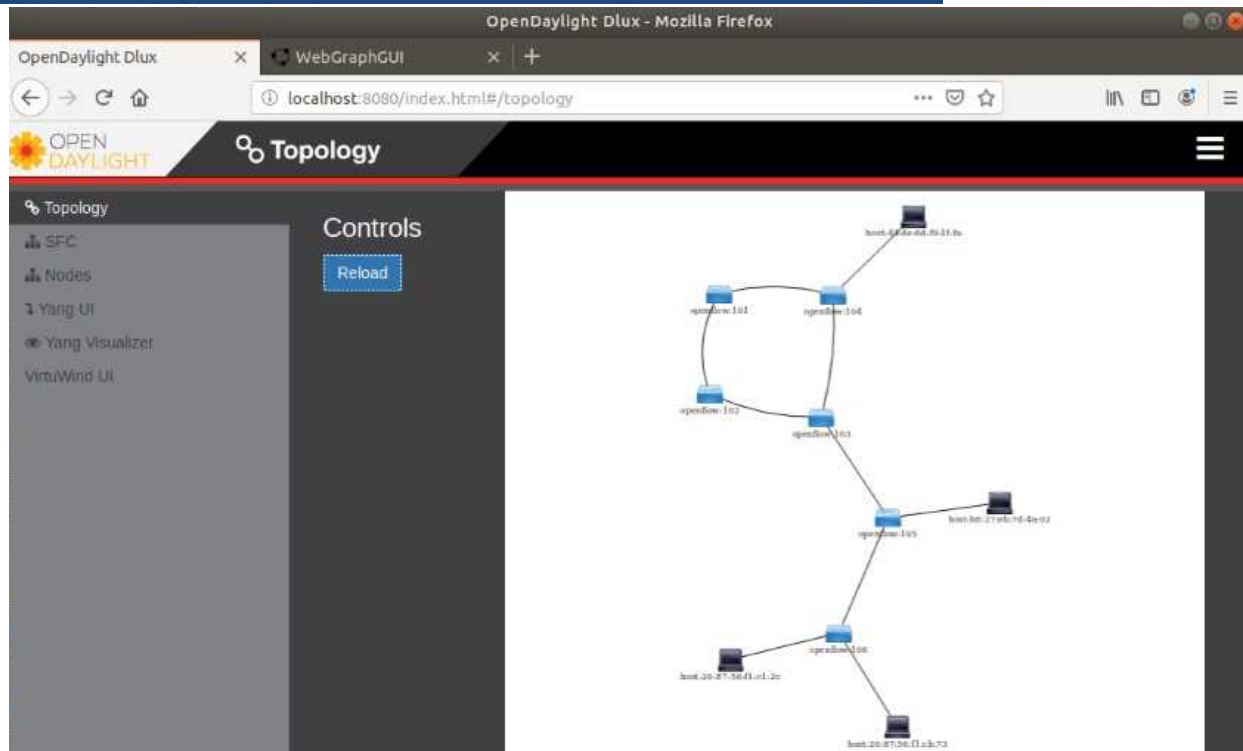 OpenDaylight Dlux - Mozilla Firefox
OpenDaylight Dlux
WebGraphGUI
localhost:8080/index.html#/topology
OPEN
DAYLIGHT
Topology
Topology
SFC
Nodes
Yang UI
Yang Visualizer
VirtuWind UI
Controls
Reload
openflow:101
openflow:104
openflow:102
openflow:103
openflow:105
openflow:106